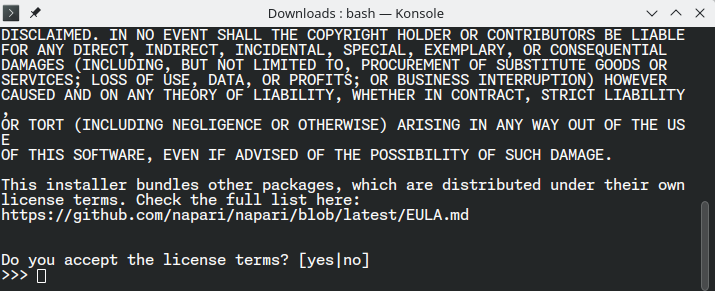 Downloads : bash — Konsole
DISCLAIMED. IN NO EVENT SHALL THE COPYRIGHT HOLDER OR CONTRIBUTORS BE LIABLE
FOR ANY DIRECT, INDIRECT, INCIDENTAL, SPECIAL, EXEMPLARY, OR CONSEQUENTIAL
DAMAGES (INCLUDING, BUT NOT LIMITED TO, PROCUREMENT OF SUBSTITUTE GOODS OR
SERVICES; LOSS OF USE, DATA, OR PROFITS; OR BUSINESS INTERRUPTION) HOWEVER
CAUSED AND ON ANY THEORY OF LIABILITY, WHETHER IN CONTRACT, STRICT LIABILITY
,
OR TORT (INCLUDING NEGLIGENCE OR OTHERWISE) ARISING IN ANY WAY OUT OF THE US
E
OF THIS SOFTWARE, EVEN IF ADVISED OF THE POSSIBILITY OF SUCH DAMAGE.
This installer bundles other packages, which are distributed under their own
license terms. Check the full list here:
https://github.com/napari/napari/blob/latest/EULA.md
Do you accept the license terms? [yes|no]
>>>